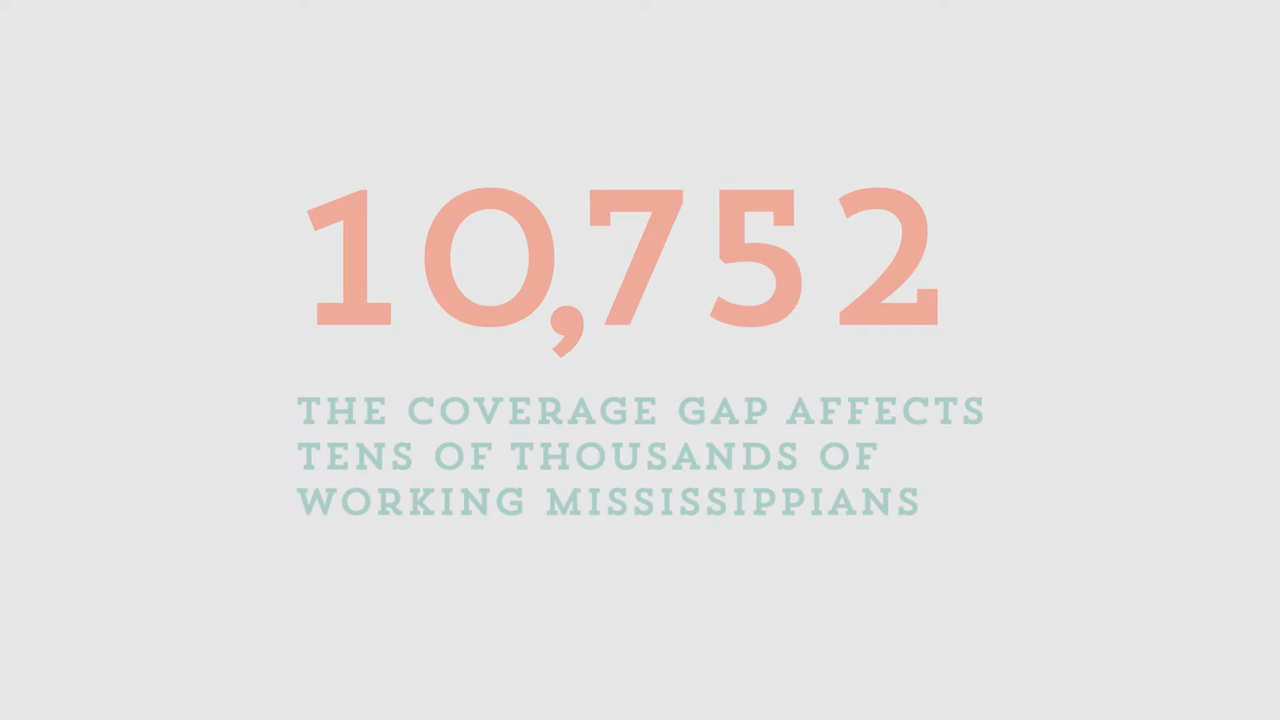 10,752
THE COVERAGE GAP AFFECTS
TENS OF THOUSANDS OF
WORKING MISSISSIPPIANS